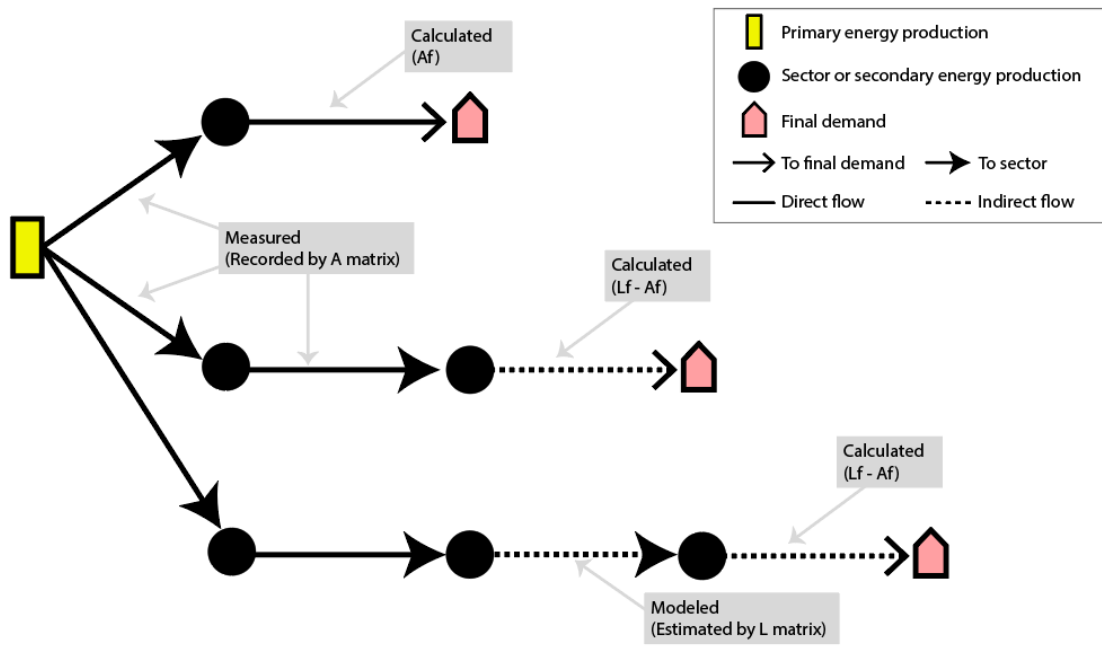 Calculated
(Af)
Primary energy production
Sector or secondary energy production
Final demand
To final demand
To sector
Direct flow
Indirect flow
Measured
(Recorded by A matrix)
Calculated
(Lf - Af)
Calculated
(Lf - Af)
Modeled
(Estimated by L matrix)